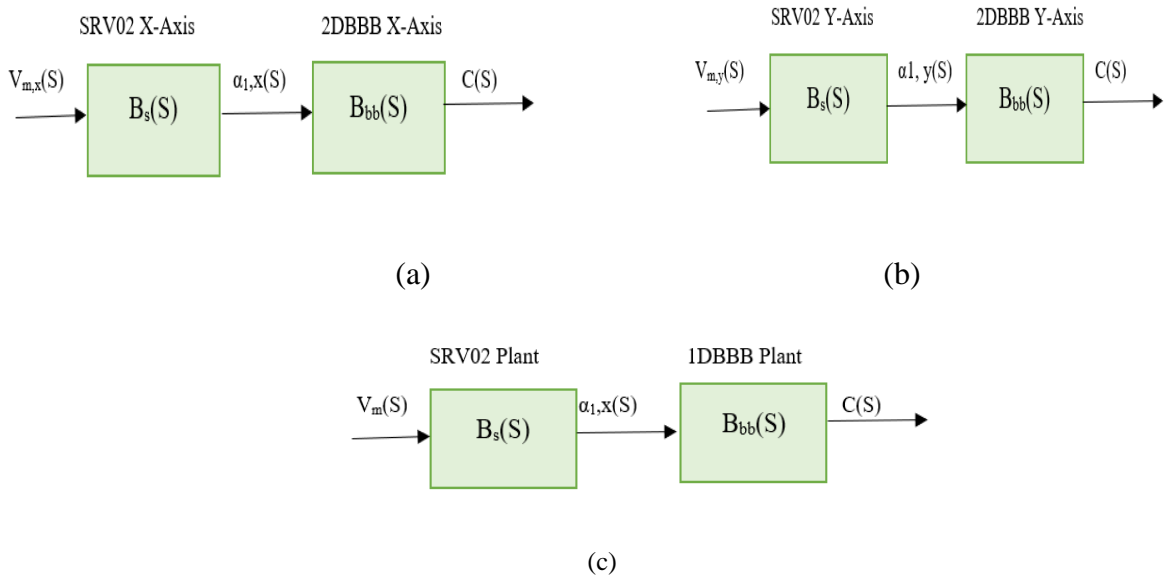 SRV02 X-Axis
2DBBB X-Axis
Vm,x(S)
Bs(S)
α1,x(S)
Bbb(S)
C(S)
(a)
SRV02 Y-Axis
2DBBB Y-Axis
Vm,y(S)
Bs(S)
α1, y(S)
Bbb(S)
C(S)
(b)
SRV02 Plant
1DBBB Plant
Vm(S)
Bs(S)
α1,x(S)
Bbb(S)
C(S)
(c)